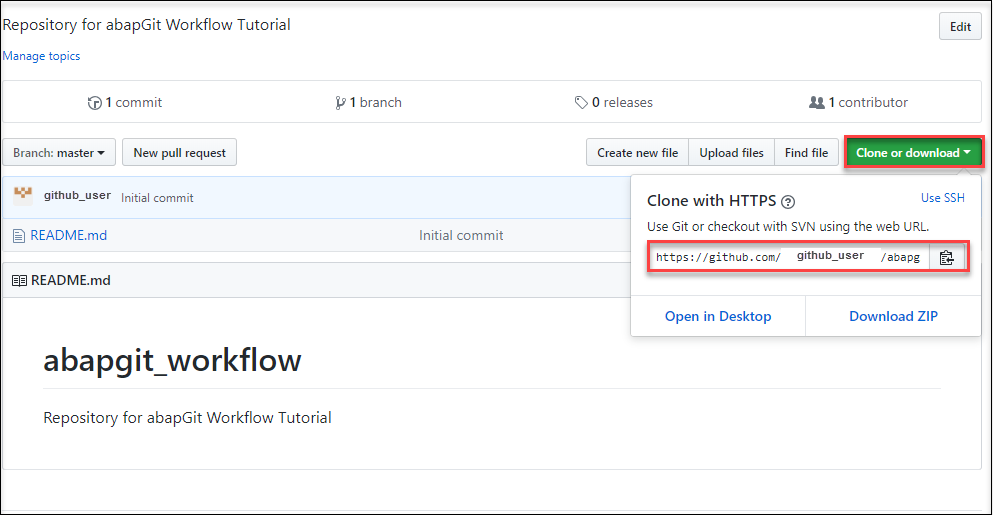 Repository for abapGit Workflow Tutorial
Edit
Manage topics
1 commit
1 branch
0 releases
1 contributor
Branch: master
New pull request
Create new file
Upload files
Find file
Clone or download
github_user Initial commit
README.md
Initial commit
Clone with HTTPS
Use SSH
Use Git or checkout with SVN using the web URL.
https://github.com/ github_user /abapg
Open in Desktop
Download ZIP
README.md
abapgit_workflow
Repository for abapGit Workflow Tutorial